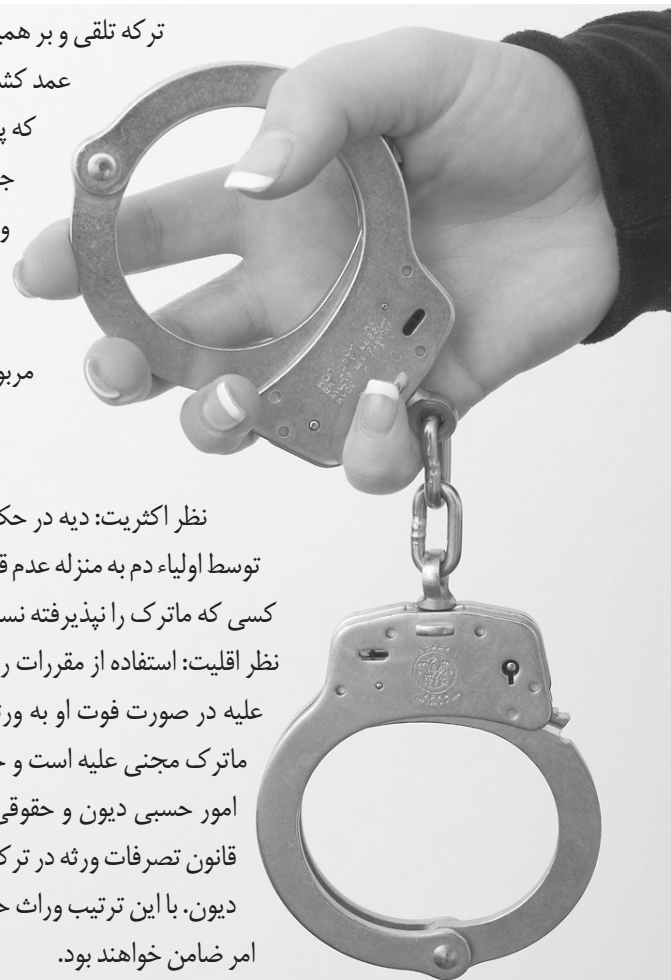 ترکه تلقی و بر
عمد
که
و
نظر اکثریت: دیه در
توسط اولیاء دم به منزله عدم
کسی که ماترک را نپذیرفته
نظر اقلیت: استفاده از مقررات
علیه در صورت فوت او به
ماترک مجنی علیه است و
امور حسبی دیون و حقوقی
قانون تصرفات ورثه در
دیون. با این ترتیب وراث
امر ضامن خواهند بود.